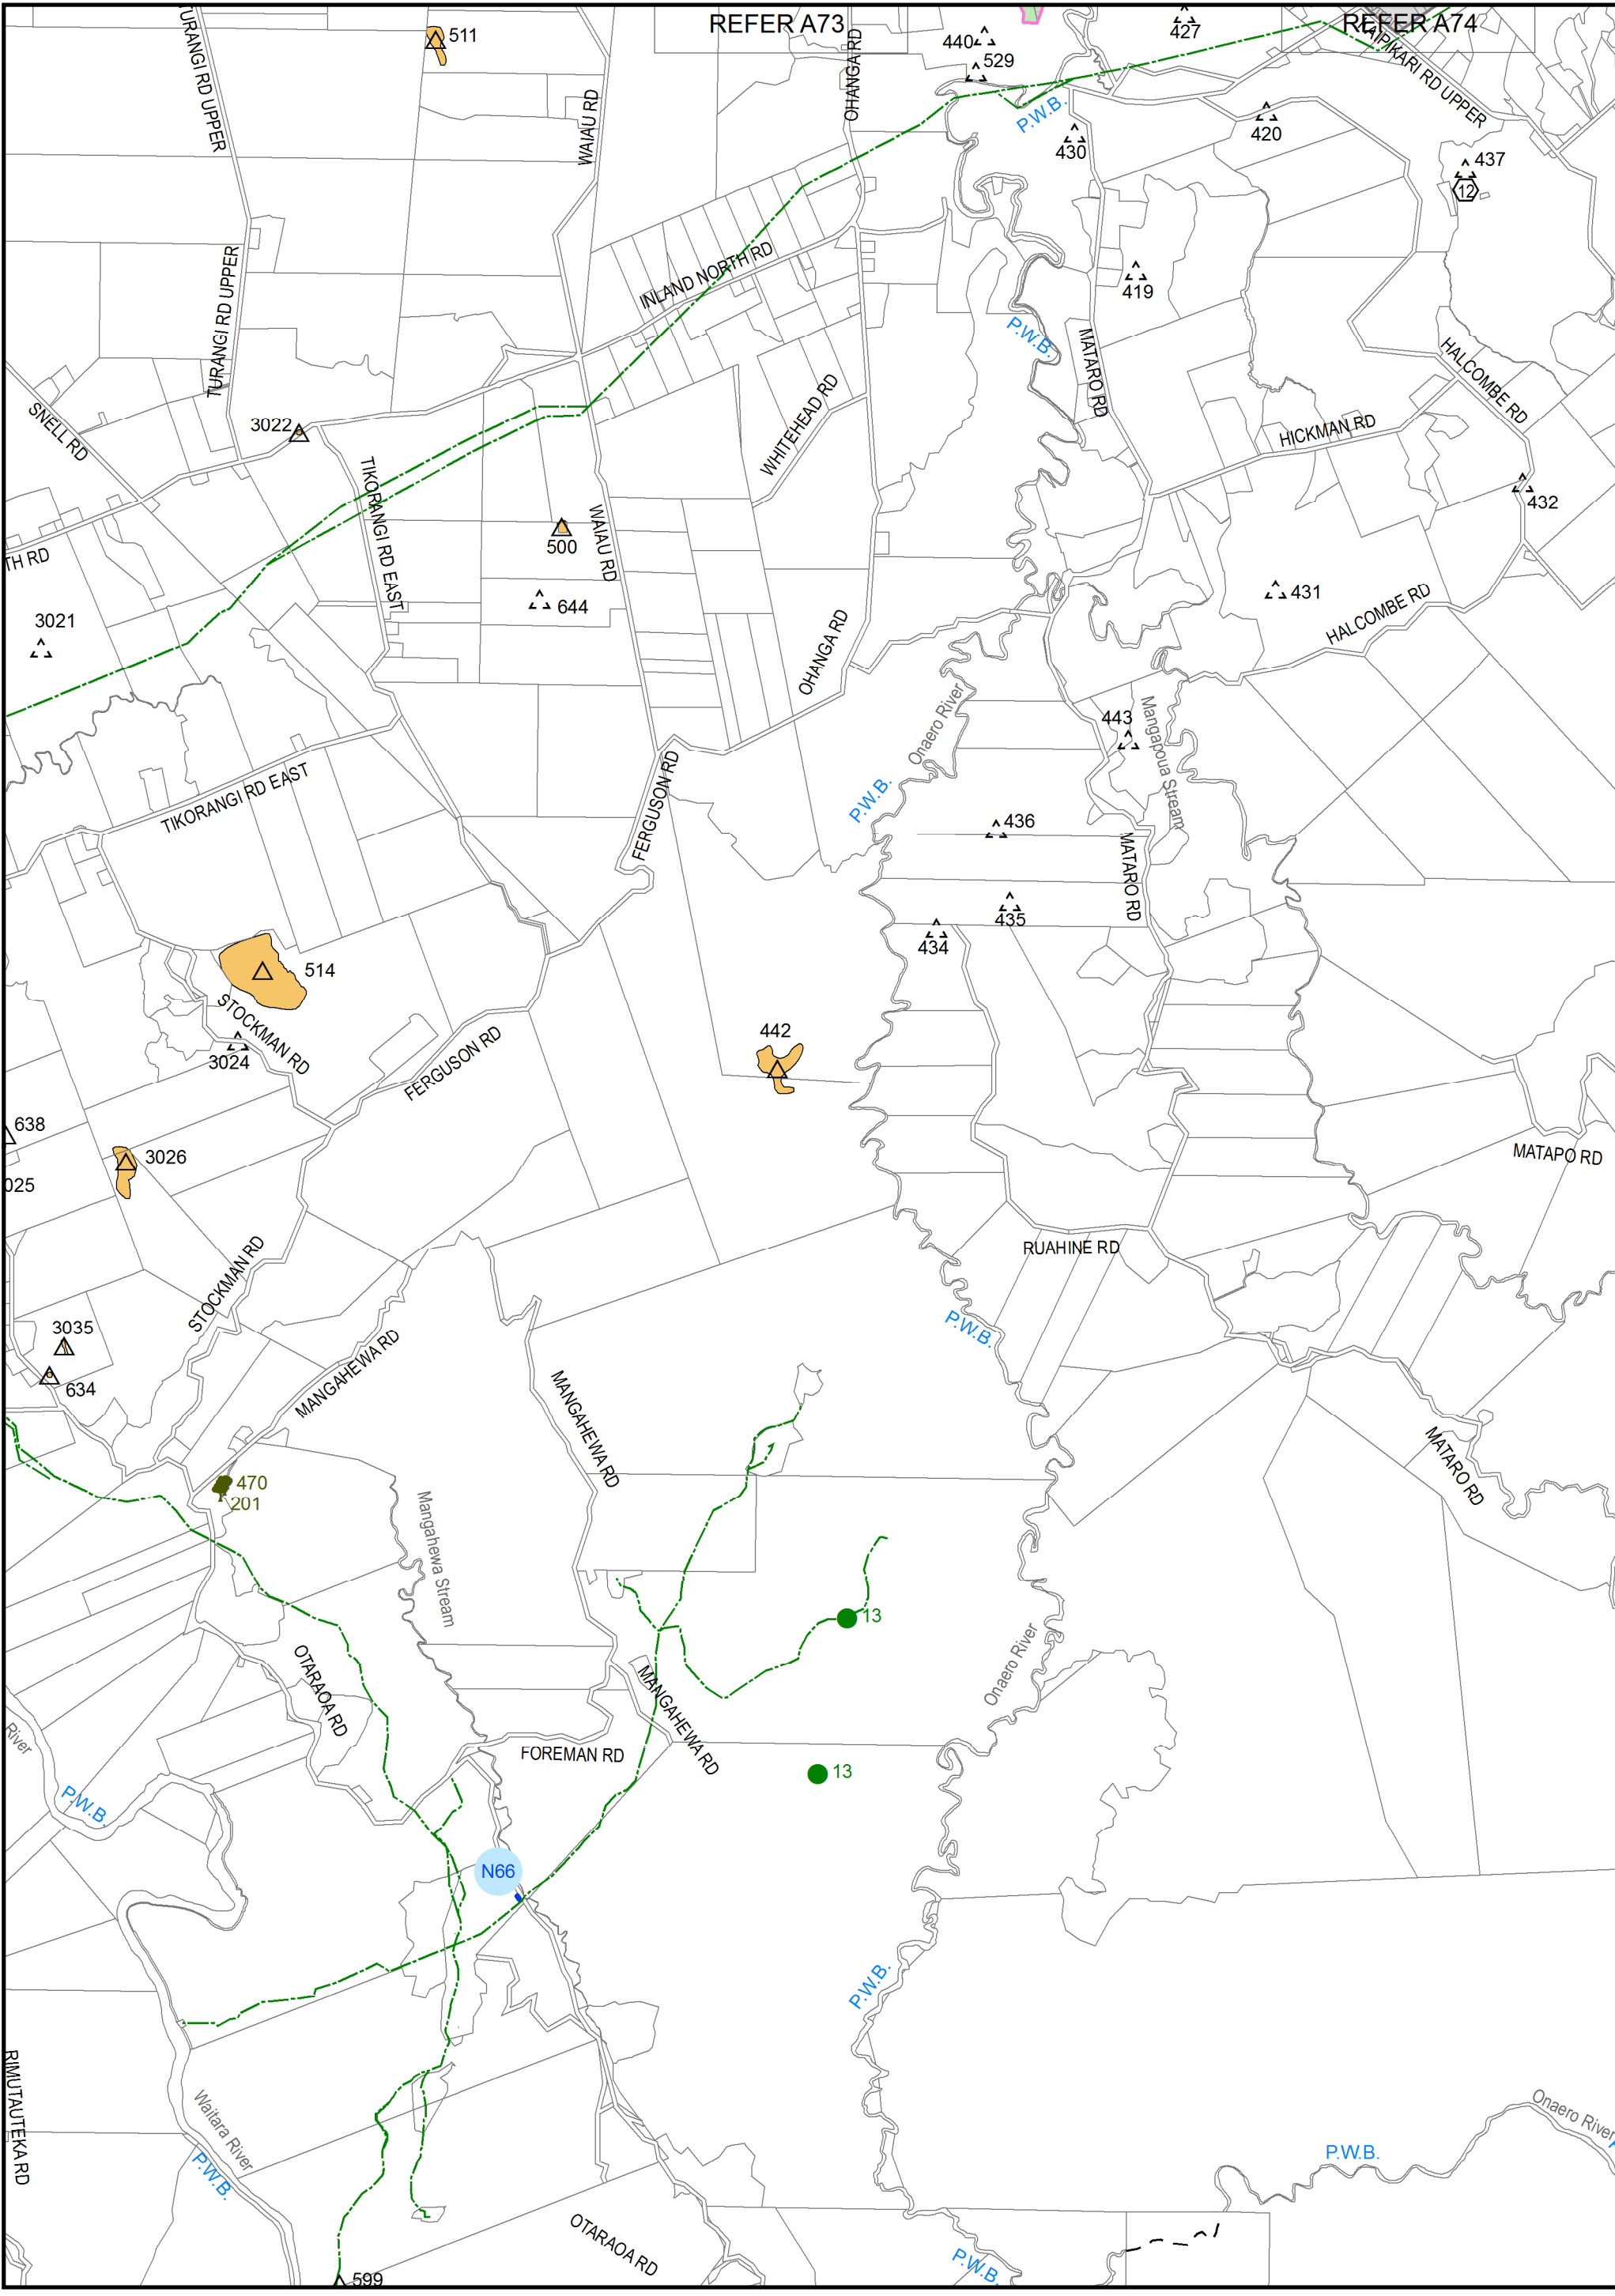 REFER A73
REFER A74
TURANGI RD UPPER
511
WAIAU RD
OHANGA RD
440
529
427
WAIPIKARI RD UPPER
P.W.B.
430
420
437
12
TURANGI RD UPPER
INLAND NORTH RD
419
P.W.B.
MATARO RD
HALCOMBE RD
SNELL RD
3022
WHITEHEAD RD
HICKMAN RD
TIKORANGI RD EAST
432
500
WAIAU RD
TH RD
644
431
HALCOMBE RD
3021
OHANGA RD
Onaero River
443
Mangapoua Stream
P.W.B.
TIKORANGI RD EAST
FERGUSON RD
436
MATARO RD
435
434
514
STOCKMAN RD
3024
FERGUSON RD
442
638
3026
025
MATAPO RD
STOCKMAN RD
RUAHINE RD
P.W.B.
3035
634
MANGAHEWA RD
MANGAHEWA RD
MATARO RD
470
201
Mangahewa Stream
13
OTARAOA RD
Onaero River
MANGAHEWA RD
River
FOREMAN RD
13
P.W.B.
N66
P.W.B.
RIMUTAUTEKA RD
Waitara River
P.W.B.
Onaero River
P.W.B.
OTARAOA RD
P.W.B.
599